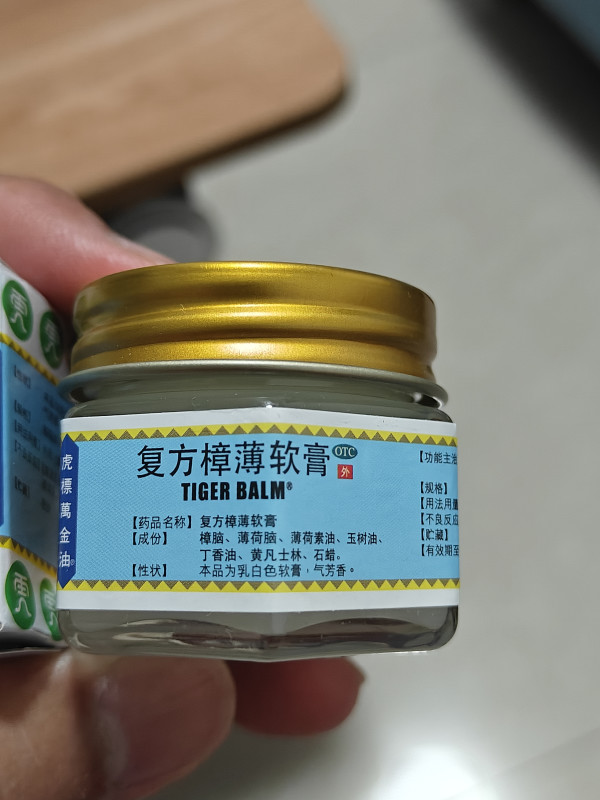 复方樟薄软膏 OTC
外
TIGER BALM®
虎標萬金油®
【药品名称】复方樟薄软膏
【成份】 樟脑、薄荷脑、薄荷素油、玉树油、
丁香油、黄凡士林、石蜡。
【性状】 本品为乳白色软膏，气芳香。
【功能主治
【规格】
【用法用量
【不良反应
【贮藏】
【有效期至